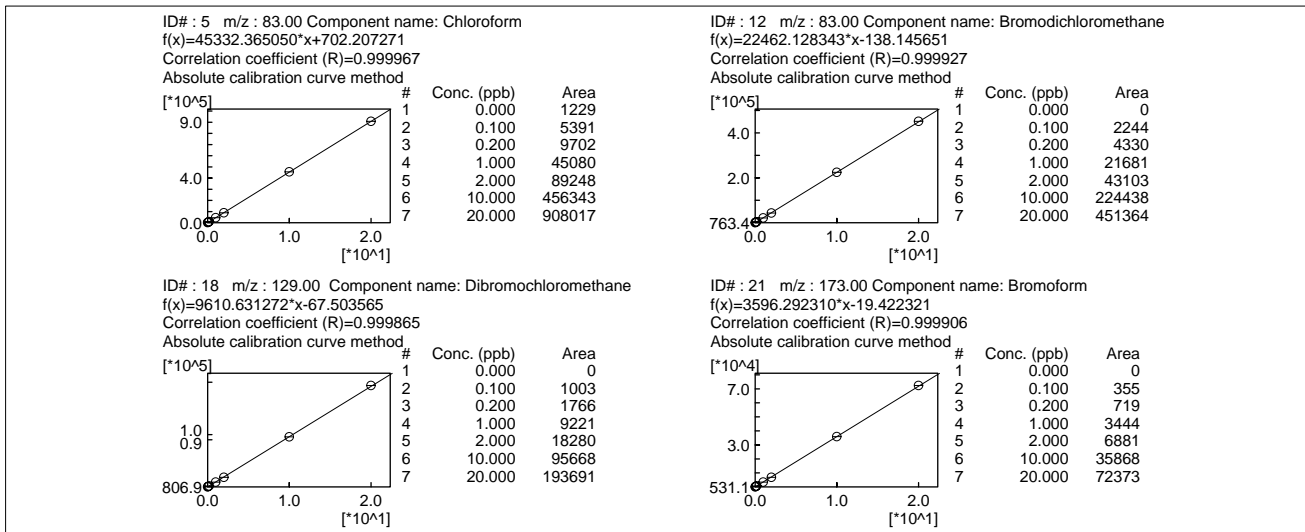 ID# : 5 m/z : 83.00 Component name: Chloroform
f(x)=45332.365050*x+702.207271
Correlation coefficient (R)=0.999967
Absolute calibration curve method
# Conc. (ppb) Area
1 0.000 1229
2 0.100 5391
3 0.200 9702
4 1.000 45080
5 2.000 89248
6 10.000 456343
7 20.000 908017
[*10^5]
9.0
4.0
0.0
0.0 1.0 2.0
[*10^1]
ID# : 12 m/z : 83.00 Component name: Bromodichloromethane
f(x)=22462.128343*x-138.145651
Correlation coefficient (R)=0.999927
Absolute calibration curve method
# Conc. (ppb) Area
1 0.000 0
2 0.100 2244
3 0.200 4330
4 1.000 21681
5 2.000 43103
6 10.000 224438
7 20.000 451364
[*10^5]
4.0
2.0
763.4
0.0 1.0 2.0
[*10^1]
ID# : 18 m/z : 129.00 Component name: Dibromochloromethane
f(x)=9610.631272*x-67.503565
Correlation coefficient (R)=0.999865
Absolute calibration curve method
# Conc. (ppb) Area
1 0.000 0
2 0.100 1003
3 0.200 1766
4 1.000 9221
5 2.000 18280
6 10.000 95668
7 20.000 193691
[*10^5]
1.0
0.9
806.9
0.0 1.0 2.0
[*10^1]
ID# : 21 m/z : 173.00 Component name: Bromoform
f(x)=3596.292310*x-19.422321
Correlation coefficient (R)=0.999906
Absolute calibration curve method
# Conc. (ppb) Area
1 0.000 0
2 0.100 355
3 0.200 719
4 1.000 3444
5 2.000 6881
6 10.000 35868
7 20.000 72373
[*10^4]
7.0
3.0
531.1
0.0 1.0 2.0
[*10^1]